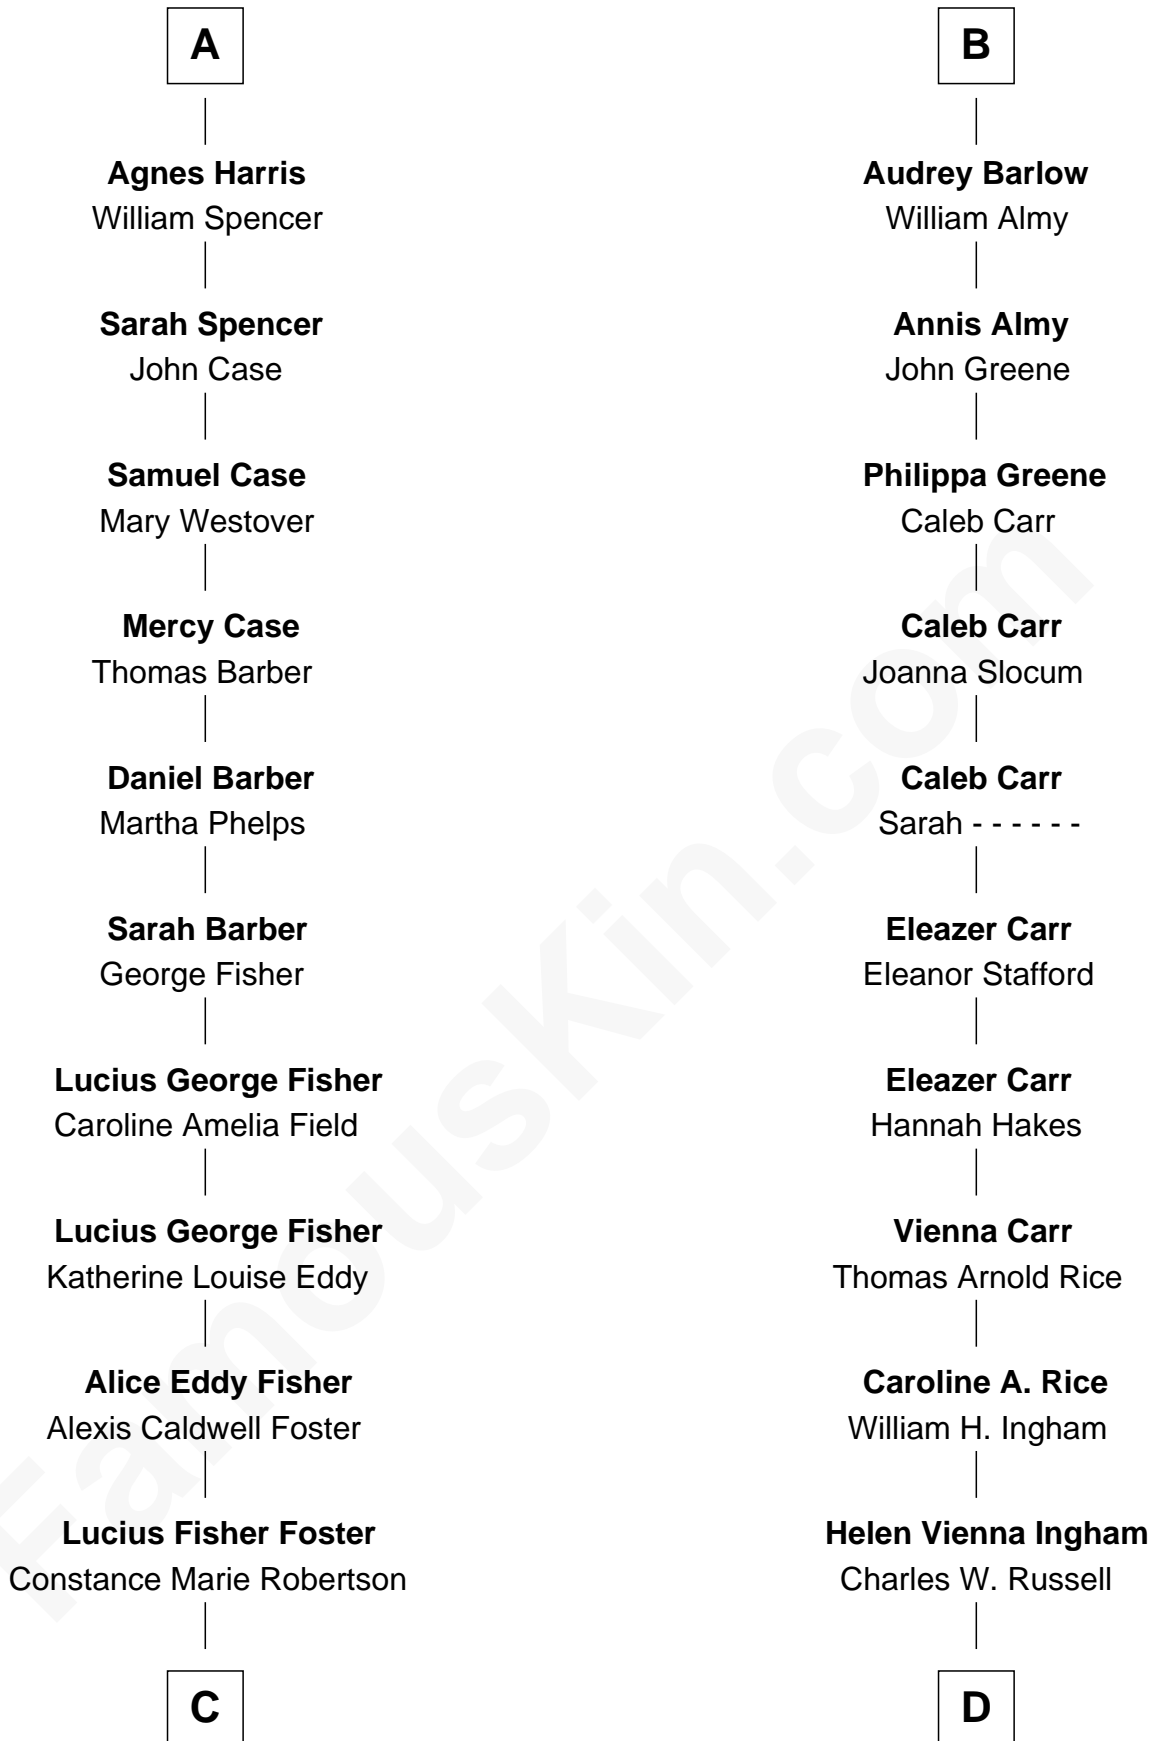 A
Agnes Harris
William Spencer
Sarah Spencer
John Case
Samuel Case
Mary Westover
Mercy Case
Thomas Barber
Daniel Barber
Martha Phelps
Sarah Barber
George Fisher
Lucius George Fisher
Caroline Amelia Field
Lucius George Fisher
Katherine Louise Eddy
Alice Eddy Fisher
Alexis Caldwell Foster
Lucius Fisher Foster
Constance Marie Robertson
C
B
Audrey Barlow
William Almy
Annis Almy
John Greene
Philippa Greene
Caleb Carr
Caleb Carr
Joanna Slocum
Caleb Carr
Sarah - - - - - -
Eleazer Carr
Eleanor Stafford
Eleazer Carr
Hannah Hakes
Vienna Carr
Thomas Arnold Rice
Caroline A. Rice
William H. Ingham
Helen Vienna Ingham
Charles W. Russell
D
FamousKin.com